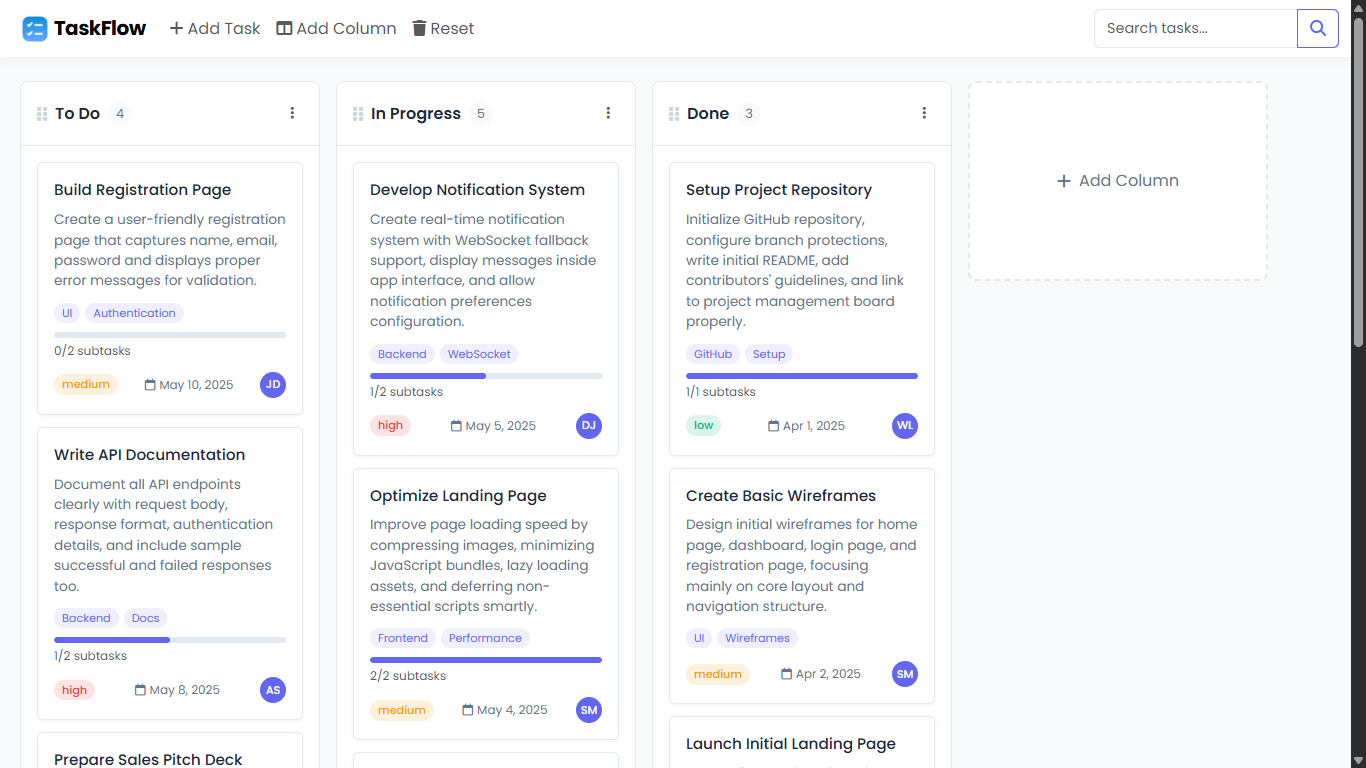 TaskFlow
Add Task
Add Column
Reset
Search tasks...
To Do 4
Build Registration Page
Create a user-friendly registration
page that captures name, email,
password and displays proper
error messages for validation.
UI Authentication
0/2 subtasks
medium May 10, 2025 JD
Write API Documentation
Document all API endpoints
clearly with request body,
response format, authentication
details, and include sample
successful and failed responses
too.
Backend Docs
1/2 subtasks
high May 8, 2025 AS
Prepare Sales Pitch Deck
In Progress 5
Develop Notification System
Create real-time notification
system with WebSocket fallback
support, display messages inside
app interface, and allow
notification preferences
configuration.
Backend WebSocket
1/2 subtasks
high May 5, 2025 DJ
Optimize Landing Page
Improve page loading speed by
compressing images, minimizing
JavaScript bundles, lazy loading
assets, and deferring non-
essential scripts smartly.
Frontend Performance
2/2 subtasks
medium May 4, 2025 SM
Done 3
Setup Project Repository
Initialize GitHub repository,
configure branch protections,
write initial README, add
contributors' guidelines, and link
to project management board
properly.
GitHub Setup
1/1 subtasks
low Apr 1, 2025 WL
Create Basic Wireframes
Design initial wireframes for home
page, dashboard, login page, and
registration page, focusing
mainly on core layout and
navigation structure.
UI Wireframes
medium Apr 2, 2025 SM
Launch Initial Landing Page
Add Column